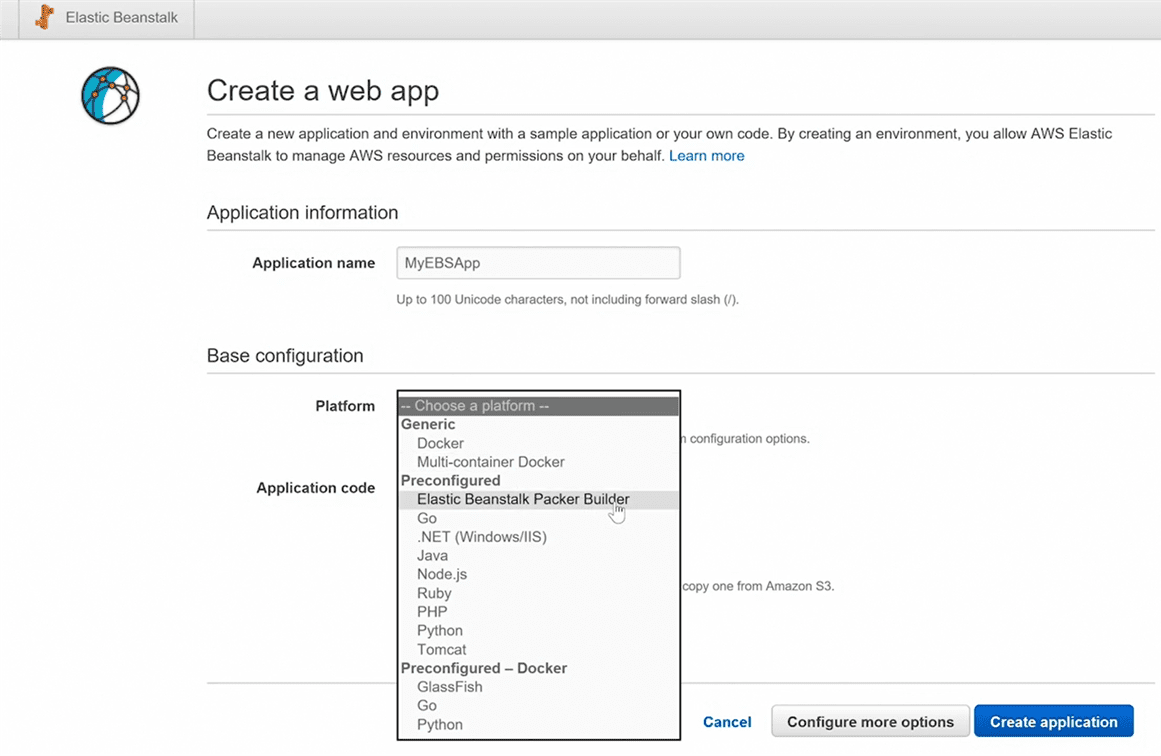 Elastic Beanstalk
Create a web app
Create a new application and environment with a sample application or your own code. By creating an environment, you allow AWS Elastic
Beanstalk to manage AWS resources and permissions on your behalf. Learn more
Application information
Application name
MyEBSApp
Up to 100 Unicode characters, not including forward slash (/).
Base configuration
Platform
-- Choose a platform --
Generic
Docker
configuration options.
Multi-container Docker
Preconfigured
Application code
Elastic Beanstalk Packer Builder
Go
.NET (Windows/IIS)
Java
Node.js
copy one from Amazon S3.
Ruby
PHP
Python
Tomcat
Preconfigured – Docker
GlassFish
Go
Python
Cancel
Configure more options
Create application